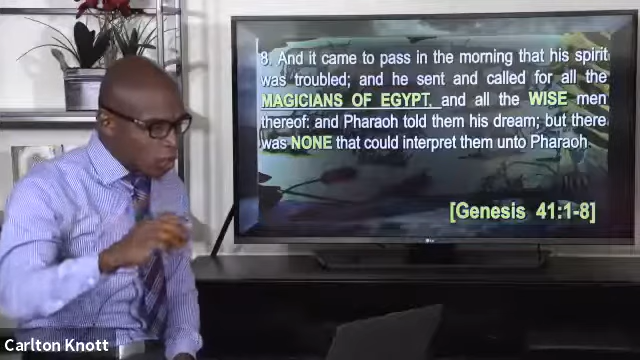 8. And it came to pass in the morning that his spirit
was troubled; and he sent and called for all the
MAGICIANS OF EGYPT, and all the WISE men
thereof: and Pharaoh told them his dream; but there
was NONE that could interpret them unto Pharaoh.
[Genesis 41:1-8]
LG
Carlton Knott